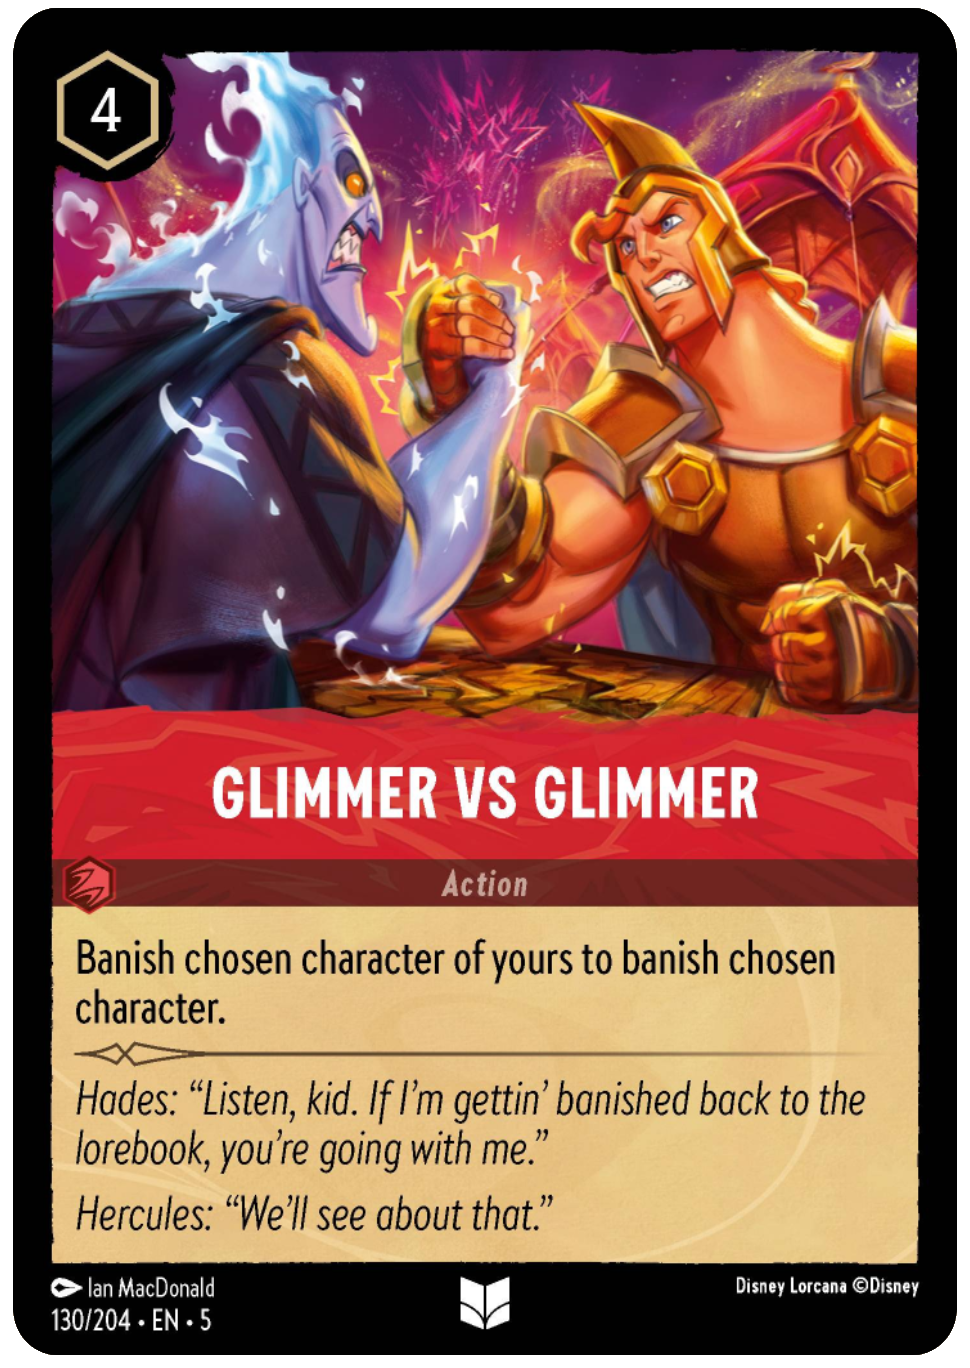 4
GLIMMER VS GLIMMER
Action
Banish chosen character of yours to banish chosen
character.
Hades: “Listen, kid. If I’m gettin’ banished back to the
lorebook, you’re going with me.”
Hercules: “We’ll see about that.”
Ian MacDonald
130/204 • EN • 5
Disney Lorcana ©Disney